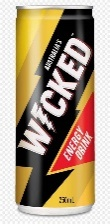 AUSTRALIA'S
WICKED
ENERGY
DRINK
250ml